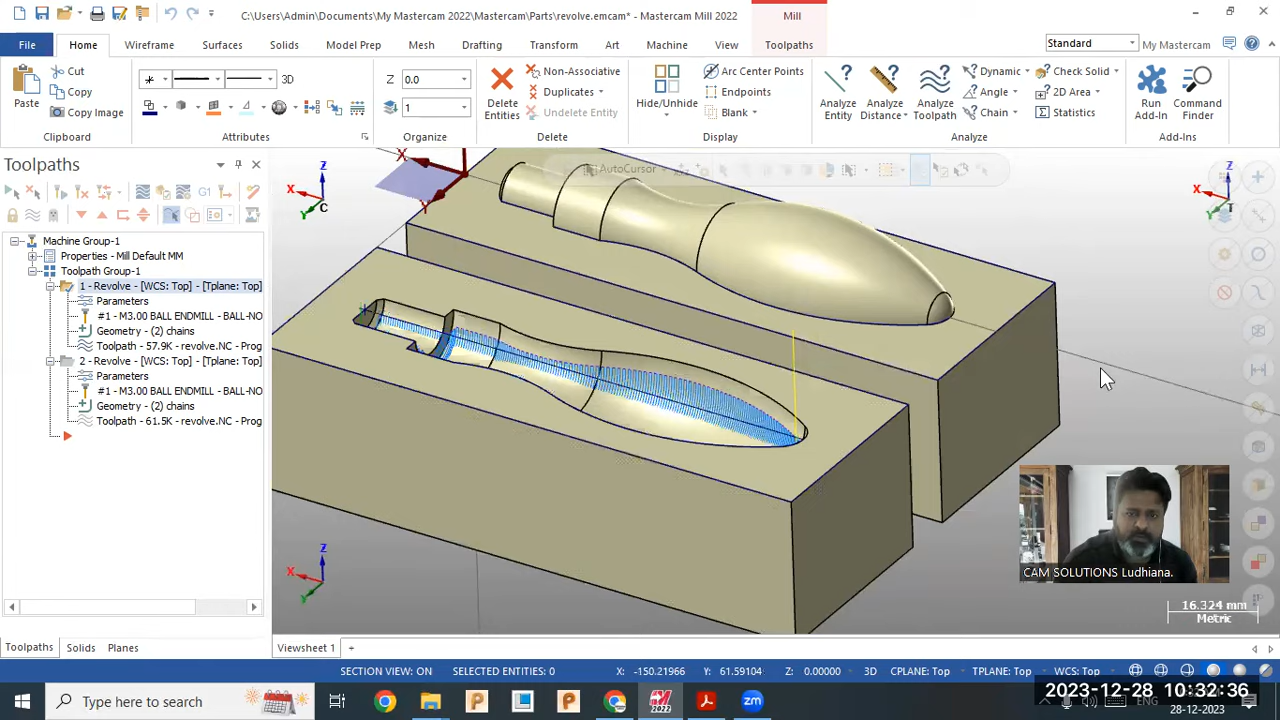 C:\Users\Admin\Documents\My Mastercam 2022\Mastercam\Parts\revolve.emcam* - Mastercam Mill 2022
Mill
File
Home
Wireframe
Surfaces
Solids
Model Prep
Mesh
Drafting
Transform
Art
Machine
View
Toolpaths
Standard
My Mastercam
Paste
Cut
Copy
Copy Image
Clipboard
3D
Attributes
Z 0.0
1
Organize
Delete Entities
Non-Associative
Duplicates
Undelete Entity
Delete
Hide/Unhide
Arc Center Points
Endpoints
Blank
Display
Analyze Entity
Analyze Distance
Analyze Toolpath
Dynamic
Angle
Chain
Check Solid
2D Area
Statistics
Analyze
Run Add-In
Command Finder
Add-Ins
Toolpaths
G1
Machine Group-1
Properties - Mill Default MM
Toolpath Group-1
1 - Revolve - [WCS: Top] - [Tplane: Top]
Parameters
#1 - M3.00 BALL ENDMILL - BALL-NO
Geometry - (2) chains
Toolpath - 57.9K - revolve.NC - Prog
2 - Revolve - [WCS: Top] - [Tplane: Top]
Parameters
#1 - M3.00 BALL ENDMILL - BALL-NO
Geometry - (2) chains
Toolpath - 61.5K - revolve.NC - Prog
AutoCursor
Z
X
Y
C
X
Y
Z
X
Y
T
Z
X
Y
CAM SOLUTIONS Ludhiana.
16.324 mm
Metric
Toolpaths
Solids
Planes
Viewsheet 1
+
SECTION VIEW: ON
SELECTED ENTITIES: 0
X: -150.21966
Y: 61.59104
Z: 0.00000
3D
CPLANE: Top
TPLANE: Top
WCS: Top
Type here to search
2022
zm
2023-12-28 10:32:36
ENG
28-12-2023